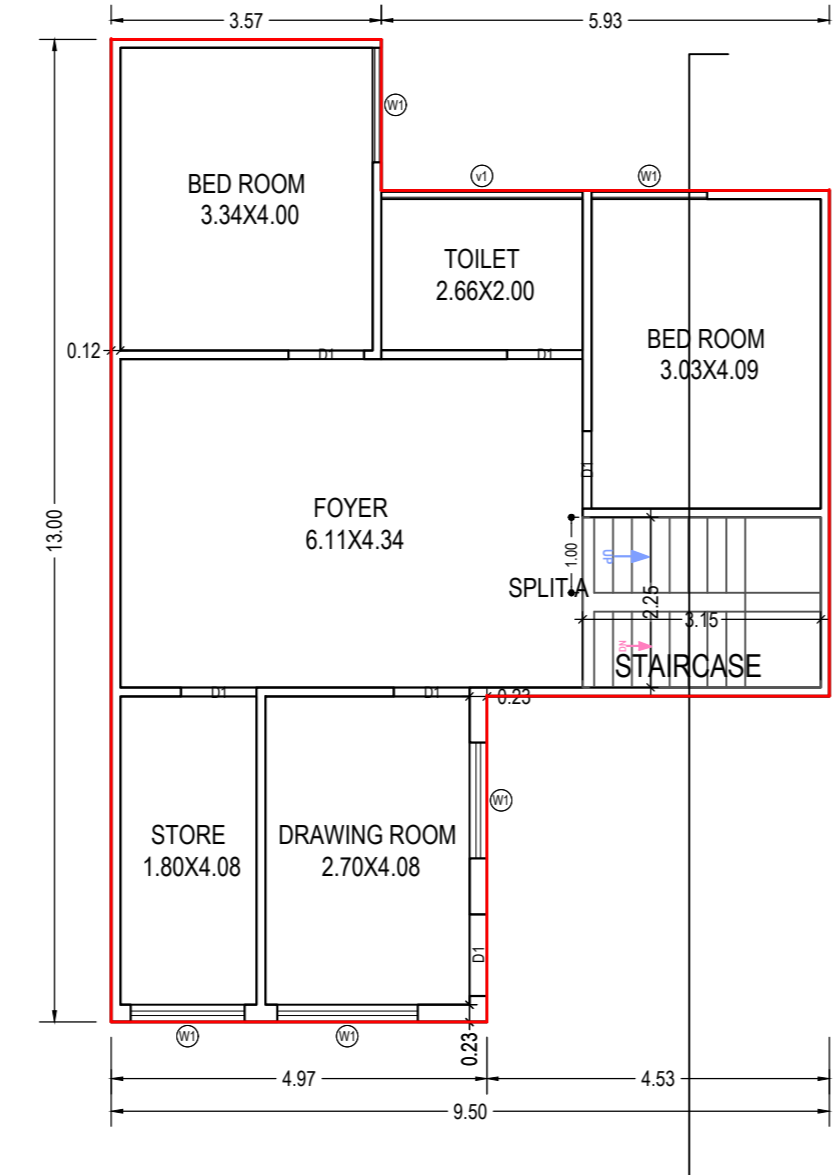 3.57
5.93
W1
BED ROOM
3.34X4.00
v1
W1
TOILET
2.66X2.00
BED ROOM
3.03X4.09
0.12
D1
D1
D1
13.00
FOYER
6.11X4.34
1.00
UP
SPLIT A
2.25
3.15
DN
STAIRCASE
D1
D1
0.23
W1
STORE
1.80X4.08
DRAWING ROOM
2.70X4.08
D1
W1
W1
0.23
4.97
4.53
9.50